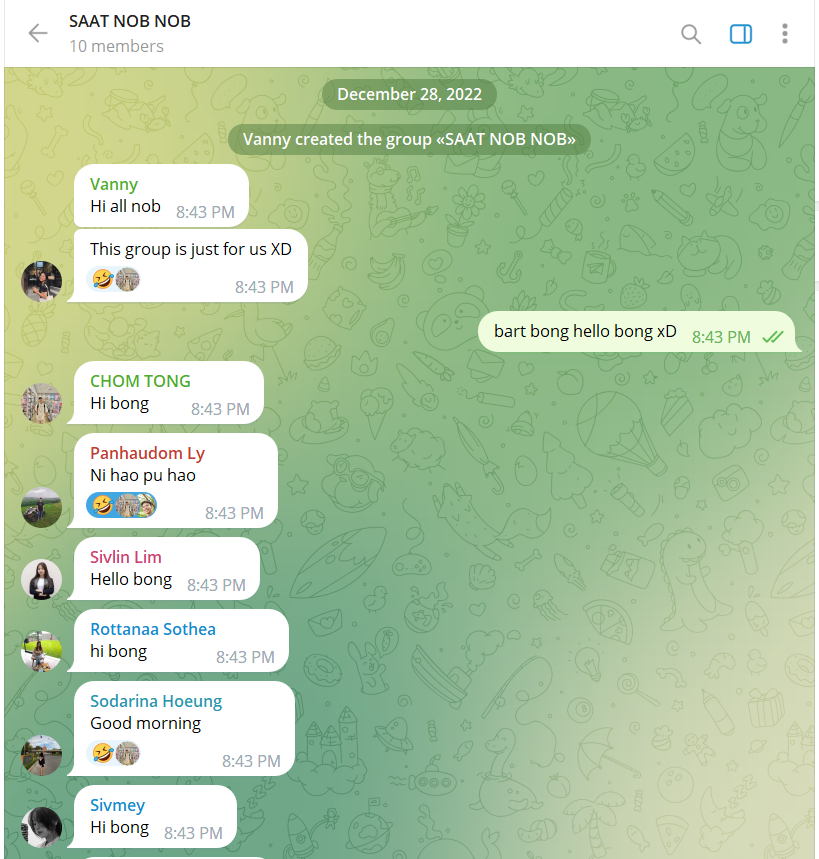 SAAT NOB NOB
10 members
December 28, 2022
Vanny created the group «SAAT NOB NOB»
Vanny
Hi all nob 8:43 PM
This group is just for us XD
🤣 8:43 PM
bart bong hello bong xD 8:43 PM
CHOM TONG
Hi bong 8:43 PM
Panhaudom Ly
Ni hao pu hao
🤣 8:43 PM
Sivlin Lim
Hello bong 8:43 PM
Rottanaa Sothea
hi bong 8:43 PM
Sodarina Hoeung
Good morning
🤣 8:43 PM
Sivmey
Hi bong 8:43 PM